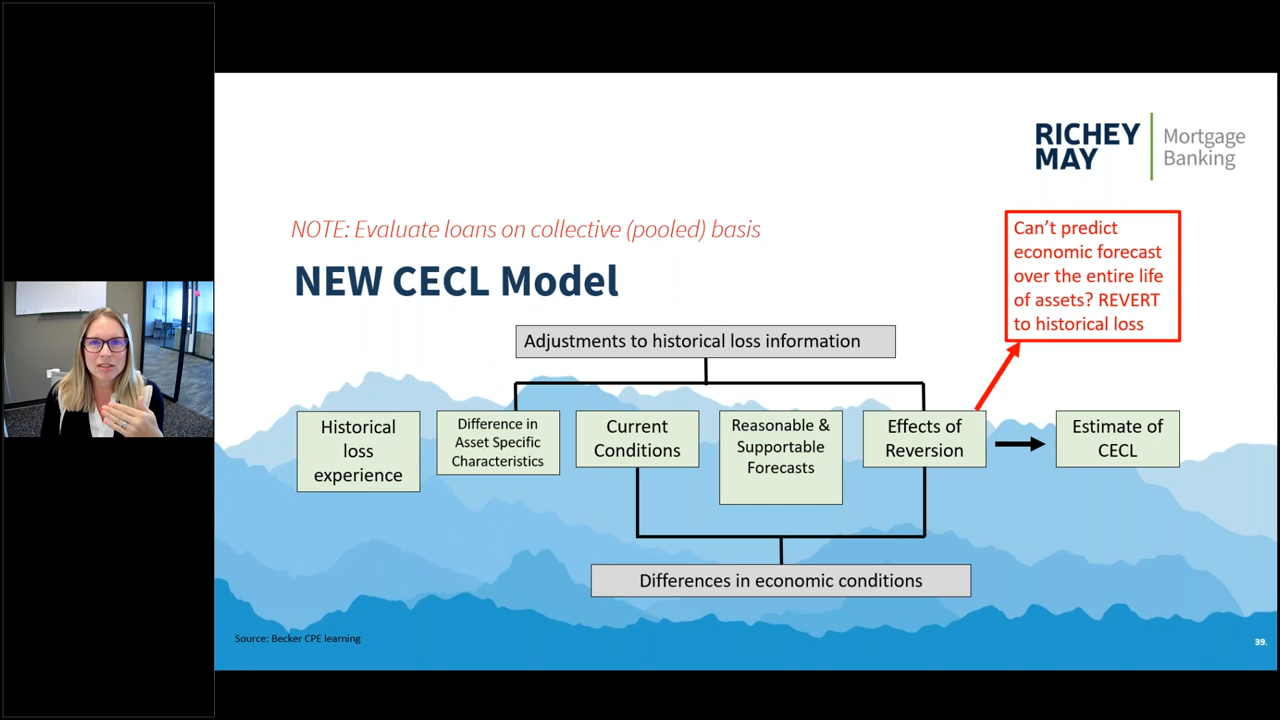 RICHEY
MAY
Mortgage
Banking
NOTE: Evaluate loans on collective (pooled) basis
NEW CECL Model
Can't predict
economic forecast
over the entire life
of assets? REVERT
to historical loss
Adjustments to historical loss information
Historical
loss
experience
Difference in
Asset Specific
Characteristics
Current
Conditions
Reasonable &
Supportable
Forecasts
Effects of
Reversion
Estimate of
CECL
Differences in economic conditions
Source: Becker CPE learning
39.